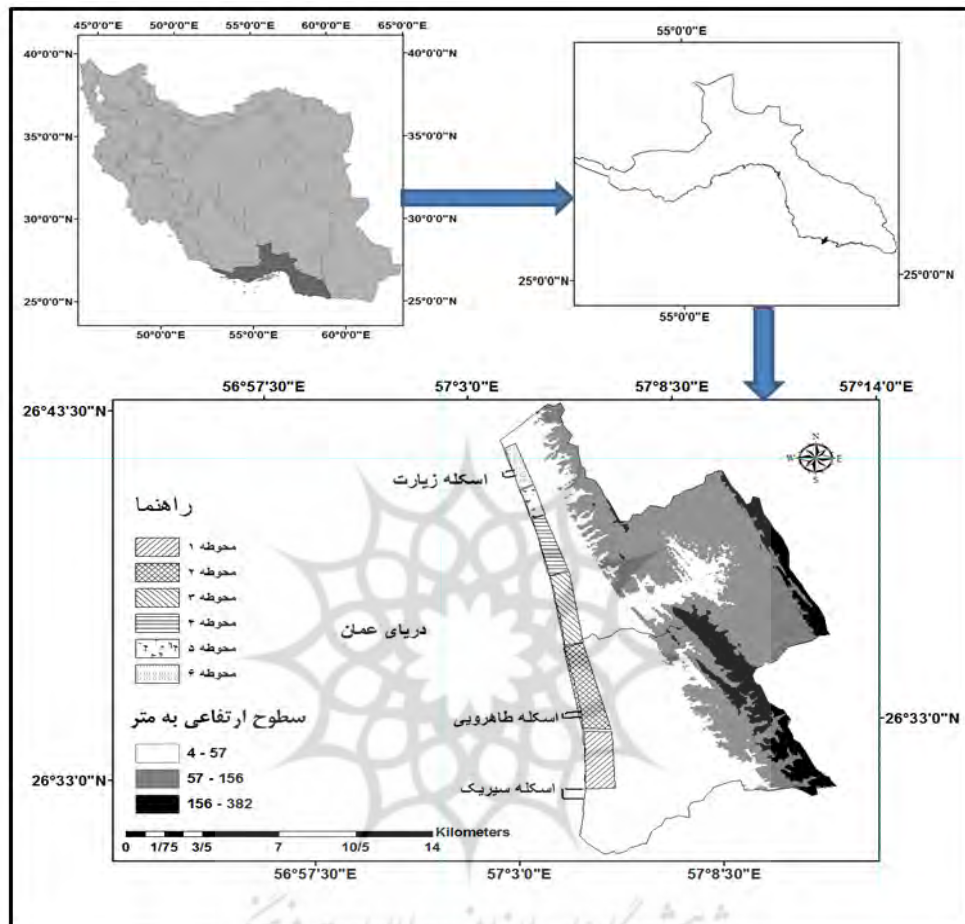 45°0'0"E 50°0'0"E 55°0'0"E 60°0'0"E 65°0'0"E
40°0'0"N 40°0'0"N
35°0'0"N 35°0'0"N
30°0'0"N 30°0'0"N
25°0'0"N 25°0'0"N
50°0'0"E 55°0'0"E 60°0'0"E
55°0'0"E
25°0'0"N 25°0'0"N
55°0'0"E
56°57'30"E 57°3'0"E 57°8'30"E 57°14'0"E
26°43'30"N
N
W E
S
اسکله زیارت
راهنما
محوطه ۱
محوطه ۲
محوطه ۳
محوطه ۴
محوطه ۵
محوطه ۶
دریای عمان
سطوح ارتفاعی به متر
4 - 57
57 - 156
156 - 382
اسکله طاهرویی
26°33'0"N
26°33'0"N
اسکله سیریک
Kilometers
0 1/75 3/5 7 10/5 14
56°57'30"E 57°3'0"E 57°8'30"E